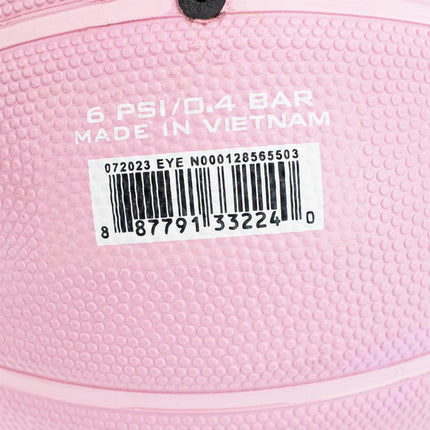 6 PSI/0.4 BAR
MADE IN VIETNAM
072023 EYE N000128565503
8 87791 33224 0